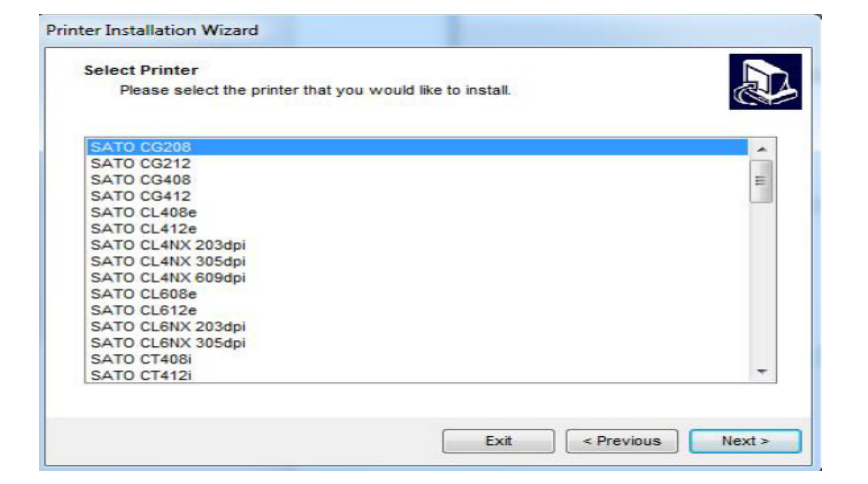 Printer Installation Wizard
Select Printer
Please select the printer that you would like to install.
SATO CG208
SATO CG212
SATO CG408
SATO CG412
SATO CL408e
SATO CL412e
SATO CL4NX 203dpi
SATO CL4NX 305dpi
SATO CL4NX 609dpi
SATO CL608e
SATO CL612e
SATO CL6NX 203dpi
SATO CL6NX 305dpi
SATO CT408i
SATO CT412i
Exit < Previous Next >